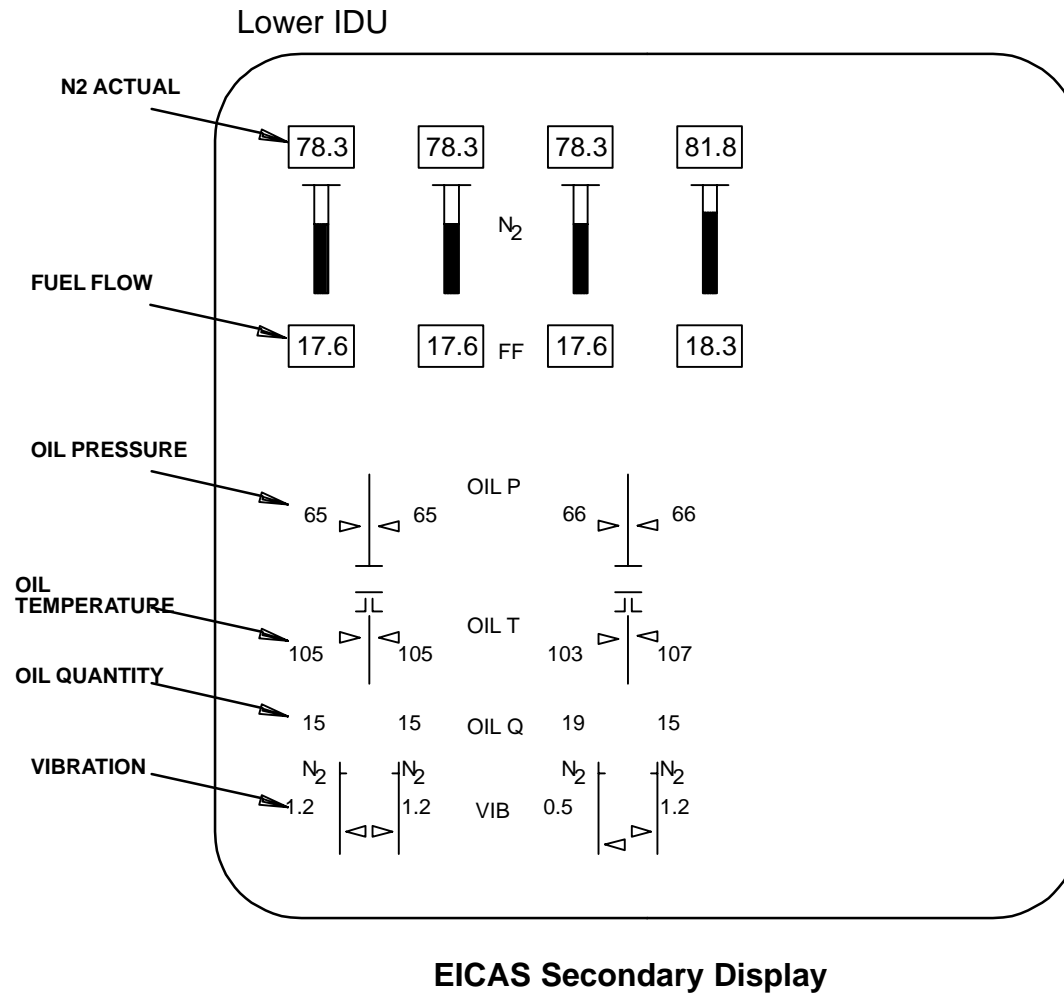 Lower IDU
N2 ACTUAL
78.3 78.3 78.3 81.8
N2
FUEL FLOW
17.6 17.6 FF 17.6 18.3
OIL PRESSURE
OIL P
65 65 66 66
OIL
TEMPERATURE
OIL T
105 105 103 107
OIL QUANTITY
15 15 OIL Q 19 15
VIBRATION
N2 N2 N2 N2
1.2 1.2 VIB 0.5 1.2
EICAS Secondary Display